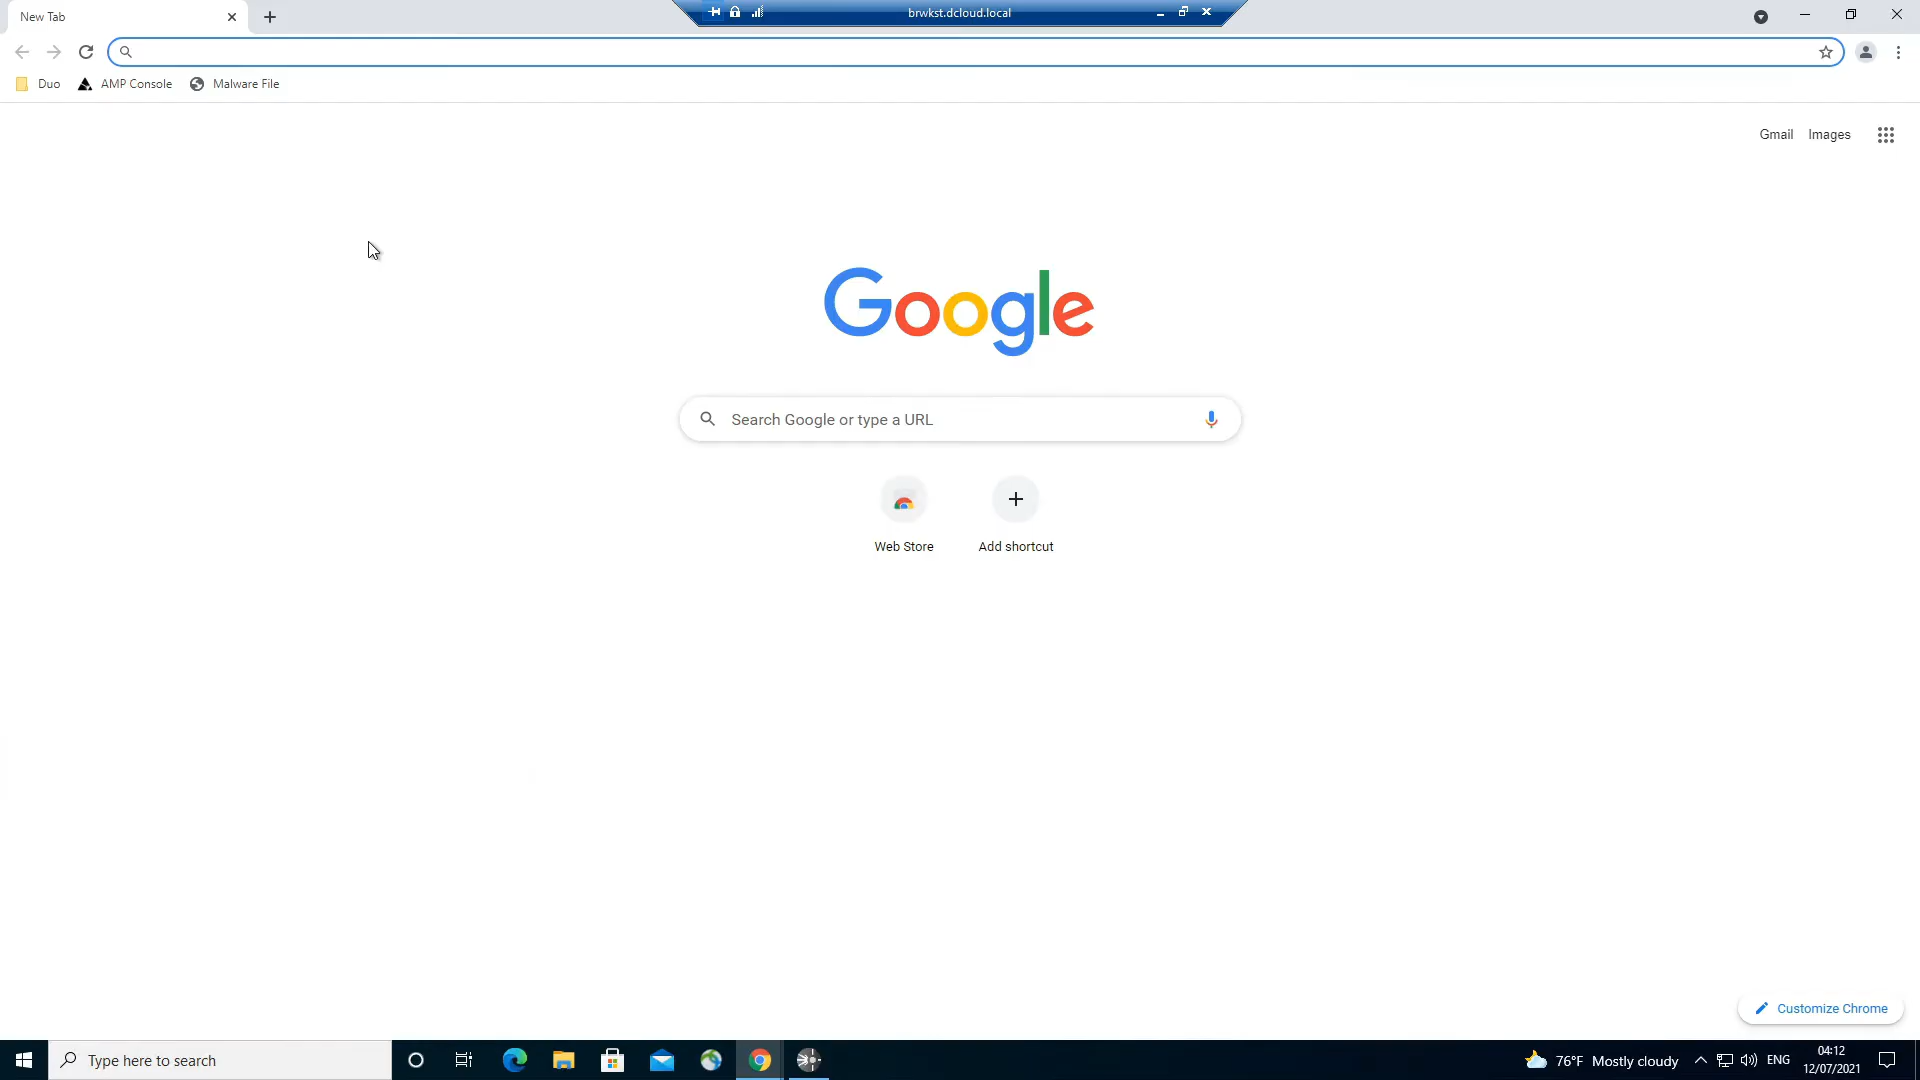 New Tab
brwkst.dcloud.local
Duo
AMP Console
Malware File
Gmail
Images
Google
Search Google or type a URL
Web Store
Add shortcut
Customize Chrome
Type here to search
76°F Mostly cloudy
ENG
04:12
12/07/2021